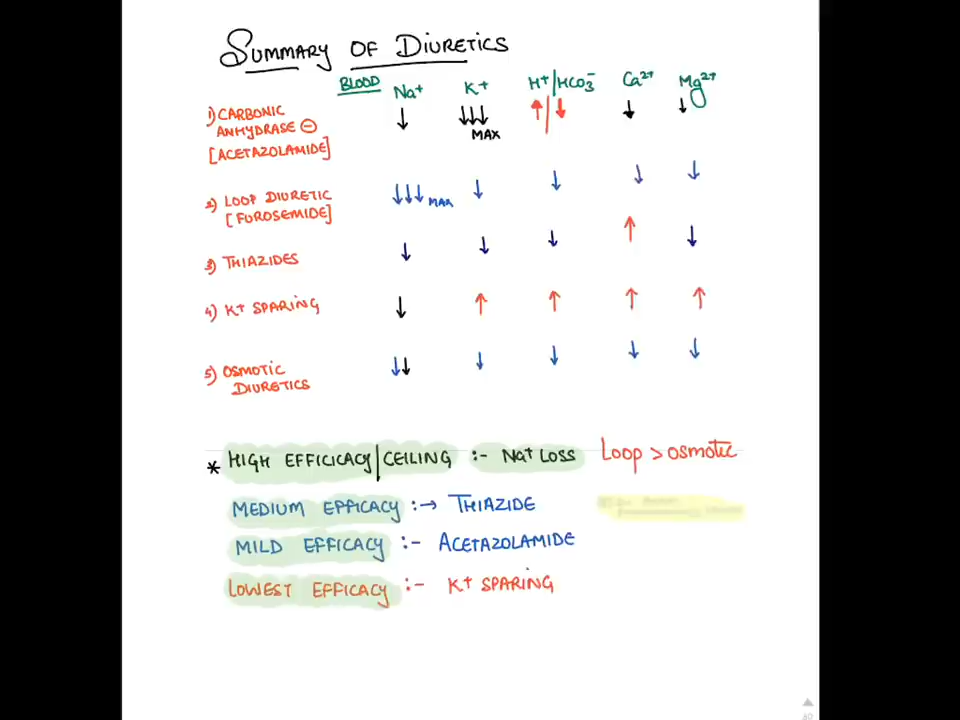 SUMMARY OF DIURETICS
BLOOD Na+ K+ H+/HCO3- Ca2+ Mg2+
1) CARBONIC ANHYDRASE ⊖ [ACETAZOLAMIDE] ↓ ↓↓↓ MAX ↑/↓ ↓ ↓
2) LOOP DIURETIC [FUROSEMIDE] ↓↓↓ MAX ↓ ↓ ↓ ↓
3) THIAZIDES ↓ ↓ ↓ ↑ ↓
4) K+ SPARING ↓ ↑ ↑ ↑ ↑
5) OSMOTIC DIURETICS ↓↓ ↓ ↓ ↓ ↓
* HIGH EFFICICACY/CEILING :- Na+ LOSS Loop > osmotic
MEDIUM EFFICACY :→ THIAZIDE
MILD EFFICACY :- ACETAZOLAMIDE
LOWEST EFFICACY :- K+ SPARING